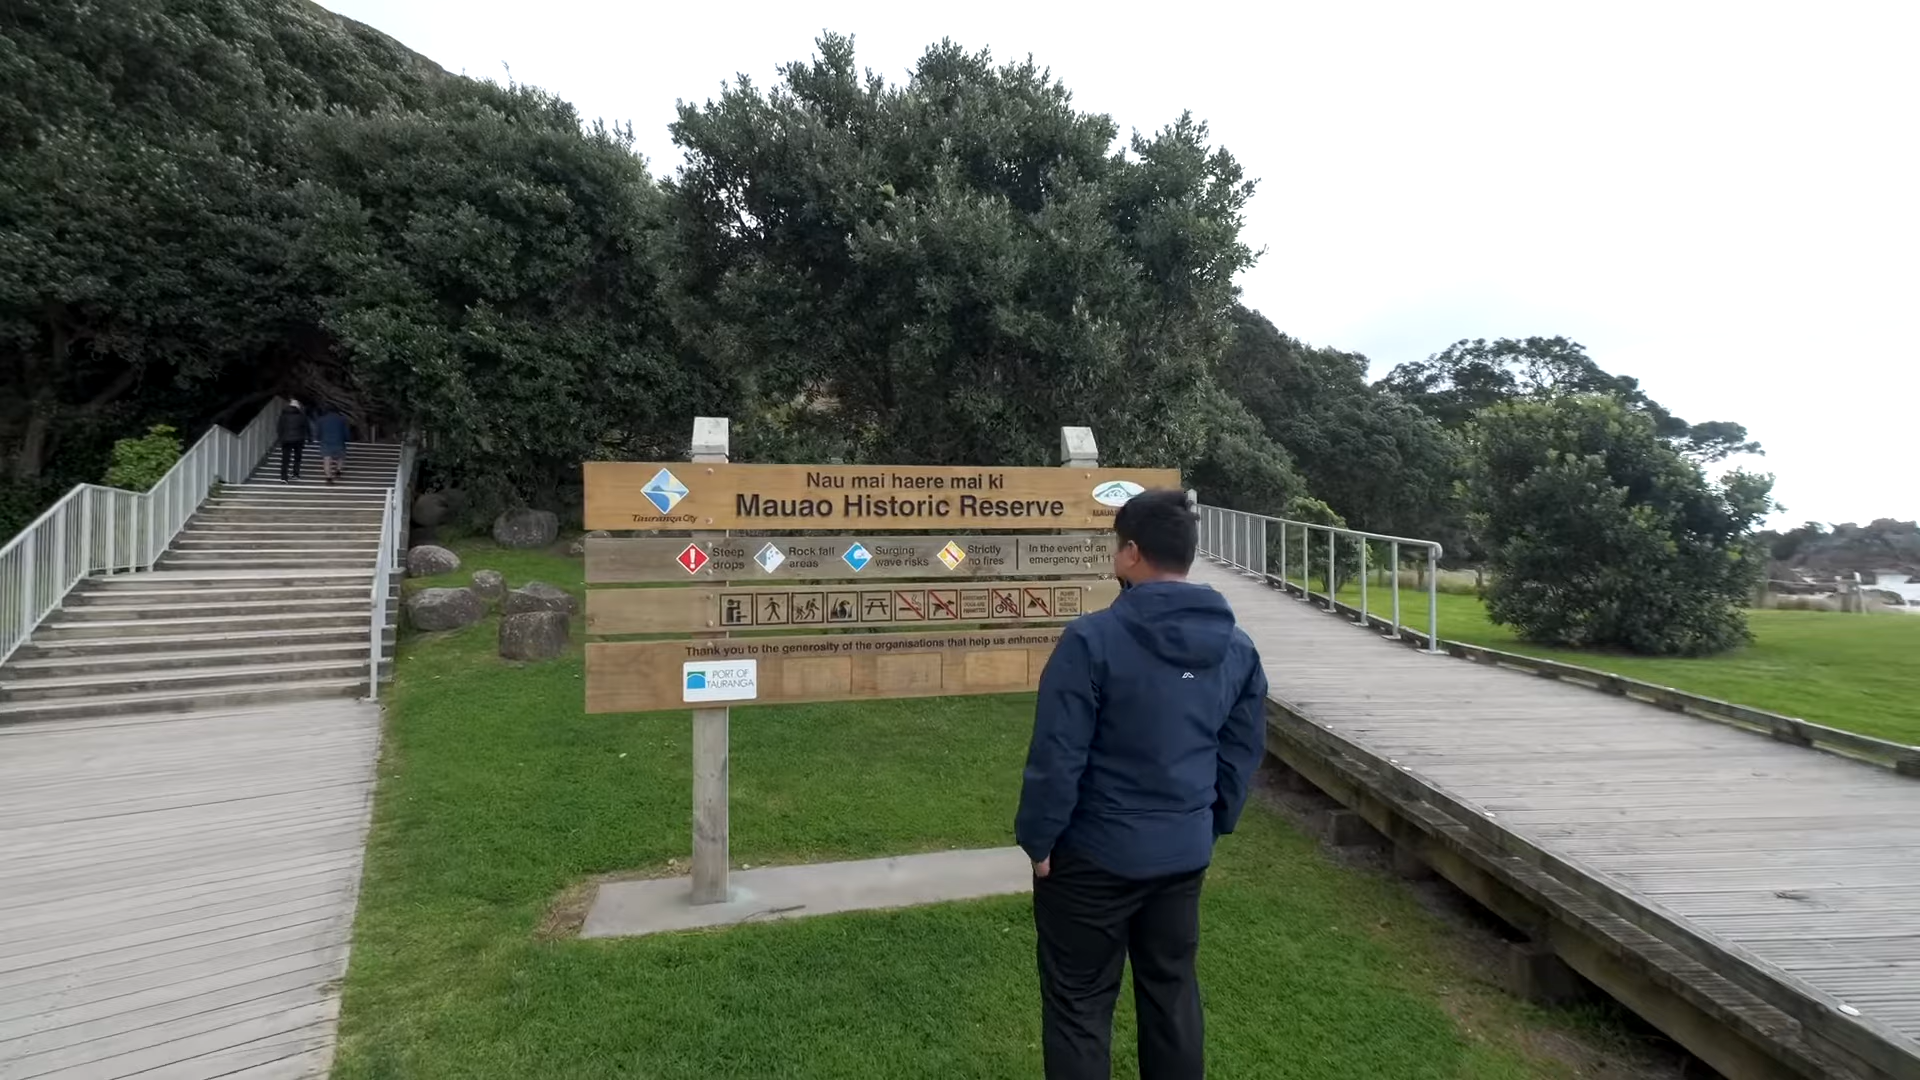 Nau mai haere mai ki
Mauao Historic Reserve
Tauranga City
Steep drops
Rock fall areas
Surging wave risks
Strictly no fires
In the event of an
emergency call 11
Thank you to the generosity of the organisations that help us enhance
PORT OF
TAURANGA